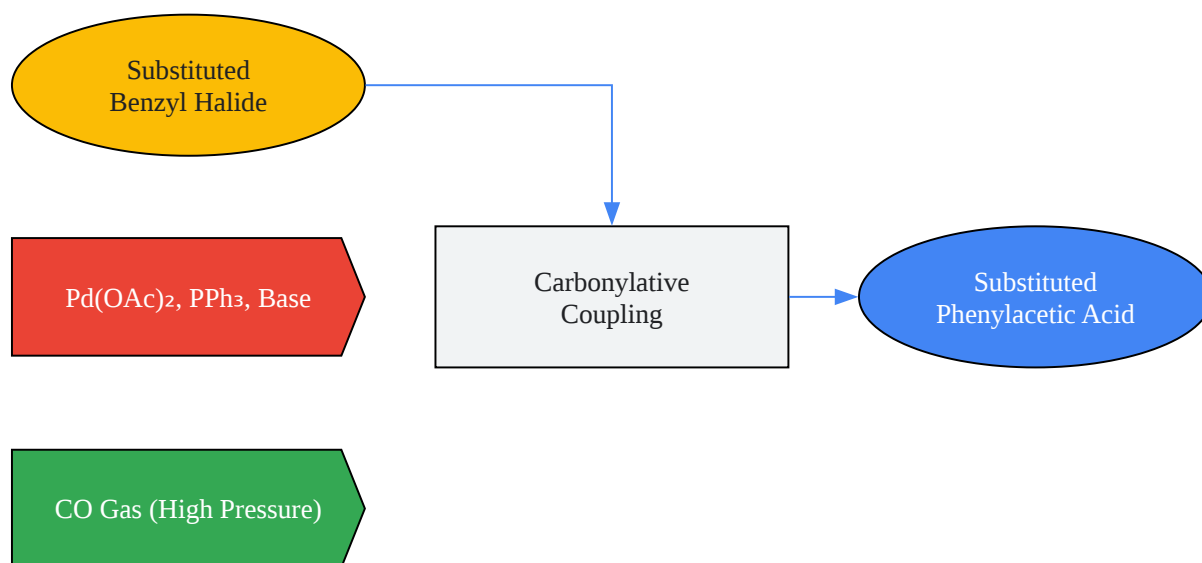 Substituted
Benzyl Halide
Pd(OAc)₂, PPh₃, Base
Carbonylative
Coupling
Substituted
Phenylacetic Acid
CO Gas (High Pressure)